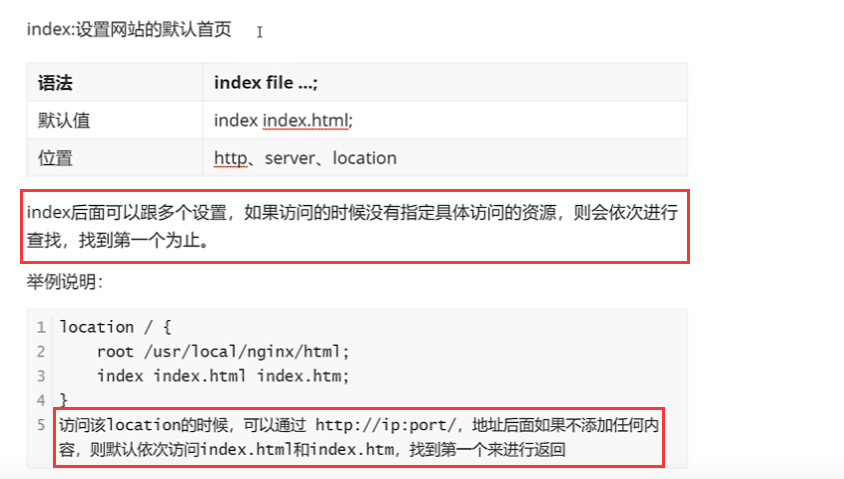 index:设置网站的默认首页
语法 index file ...;
默认值 index index.html;
位置 http、server、location
index后面可以跟多个设置，如果访问的时候没有指定具体访问的资源，则会依次进行
查找，找到第一个为止。
举例说明：
1 location / {
2     root /usr/local/nginx/html;
3     index index.html index.htm;
4 }
5 访问该location的时候，可以通过 http://ip:port/，地址后面如果不添加任何内
容，则默认依次访问index.html和index.htm，找到第一个来进行返回